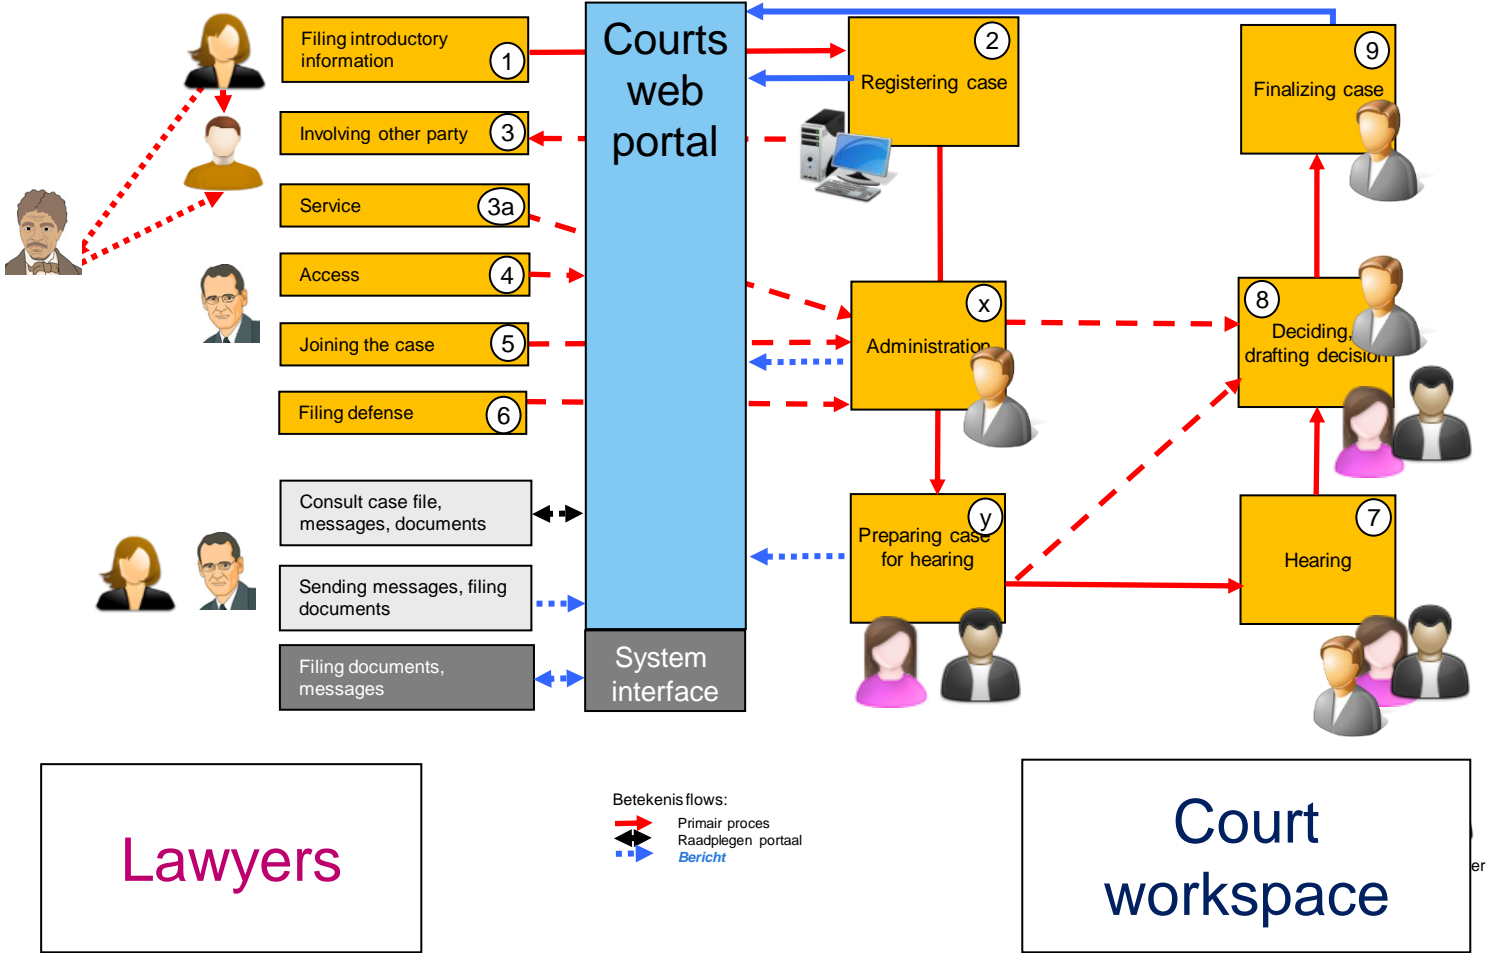 Filing introductory
information
1
Involving other party
3
Service
3a
Access
4
Joining the case
5
Filing defense
6
Consult case file,
messages, documents
Sending messages, filing
documents
Filing documents,
messages
Courts
web
portal
System
interface
2
Registering case
x
Administration
y
Preparing case
for hearing
9
Finalizing case
8
Deciding,
drafting decision
7
Hearing
Lawyers
Betekenis flows:
Primair proces
Raadplegen portaal
Bericht
Court
workspace
er